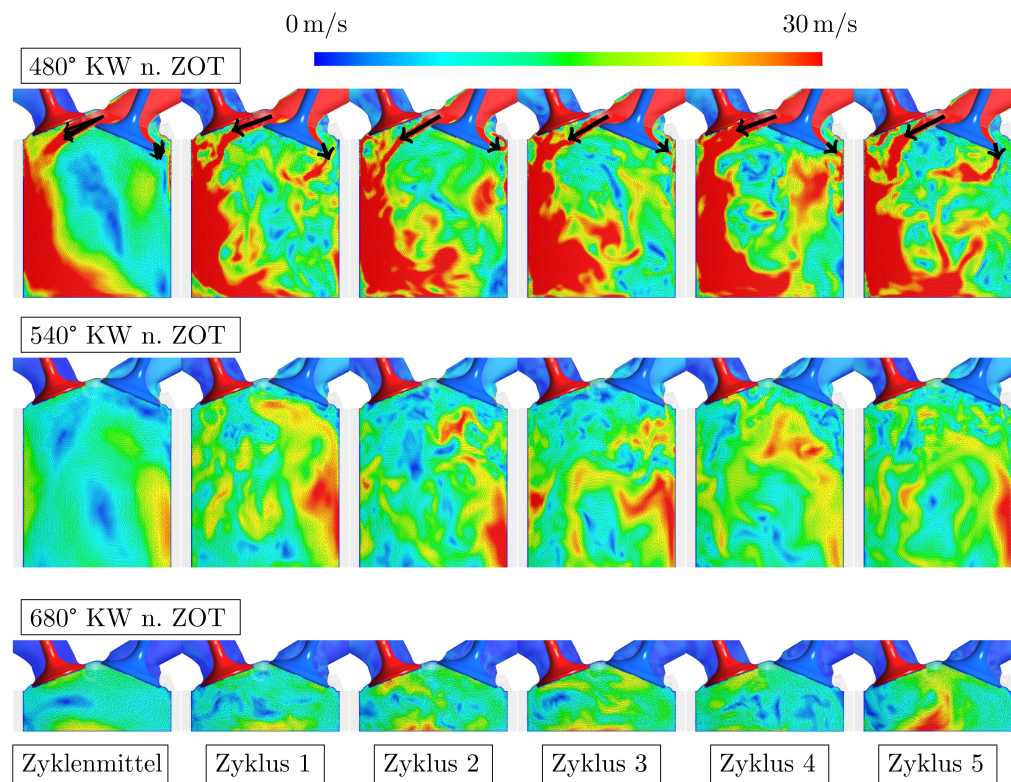 0 m/s 30 m/s
480° KW n. ZOT
540° KW n. ZOT
680° KW n. ZOT
Zyklenmittel Zyklus 1 Zyklus 2 Zyklus 3 Zyklus 4 Zyklus 5